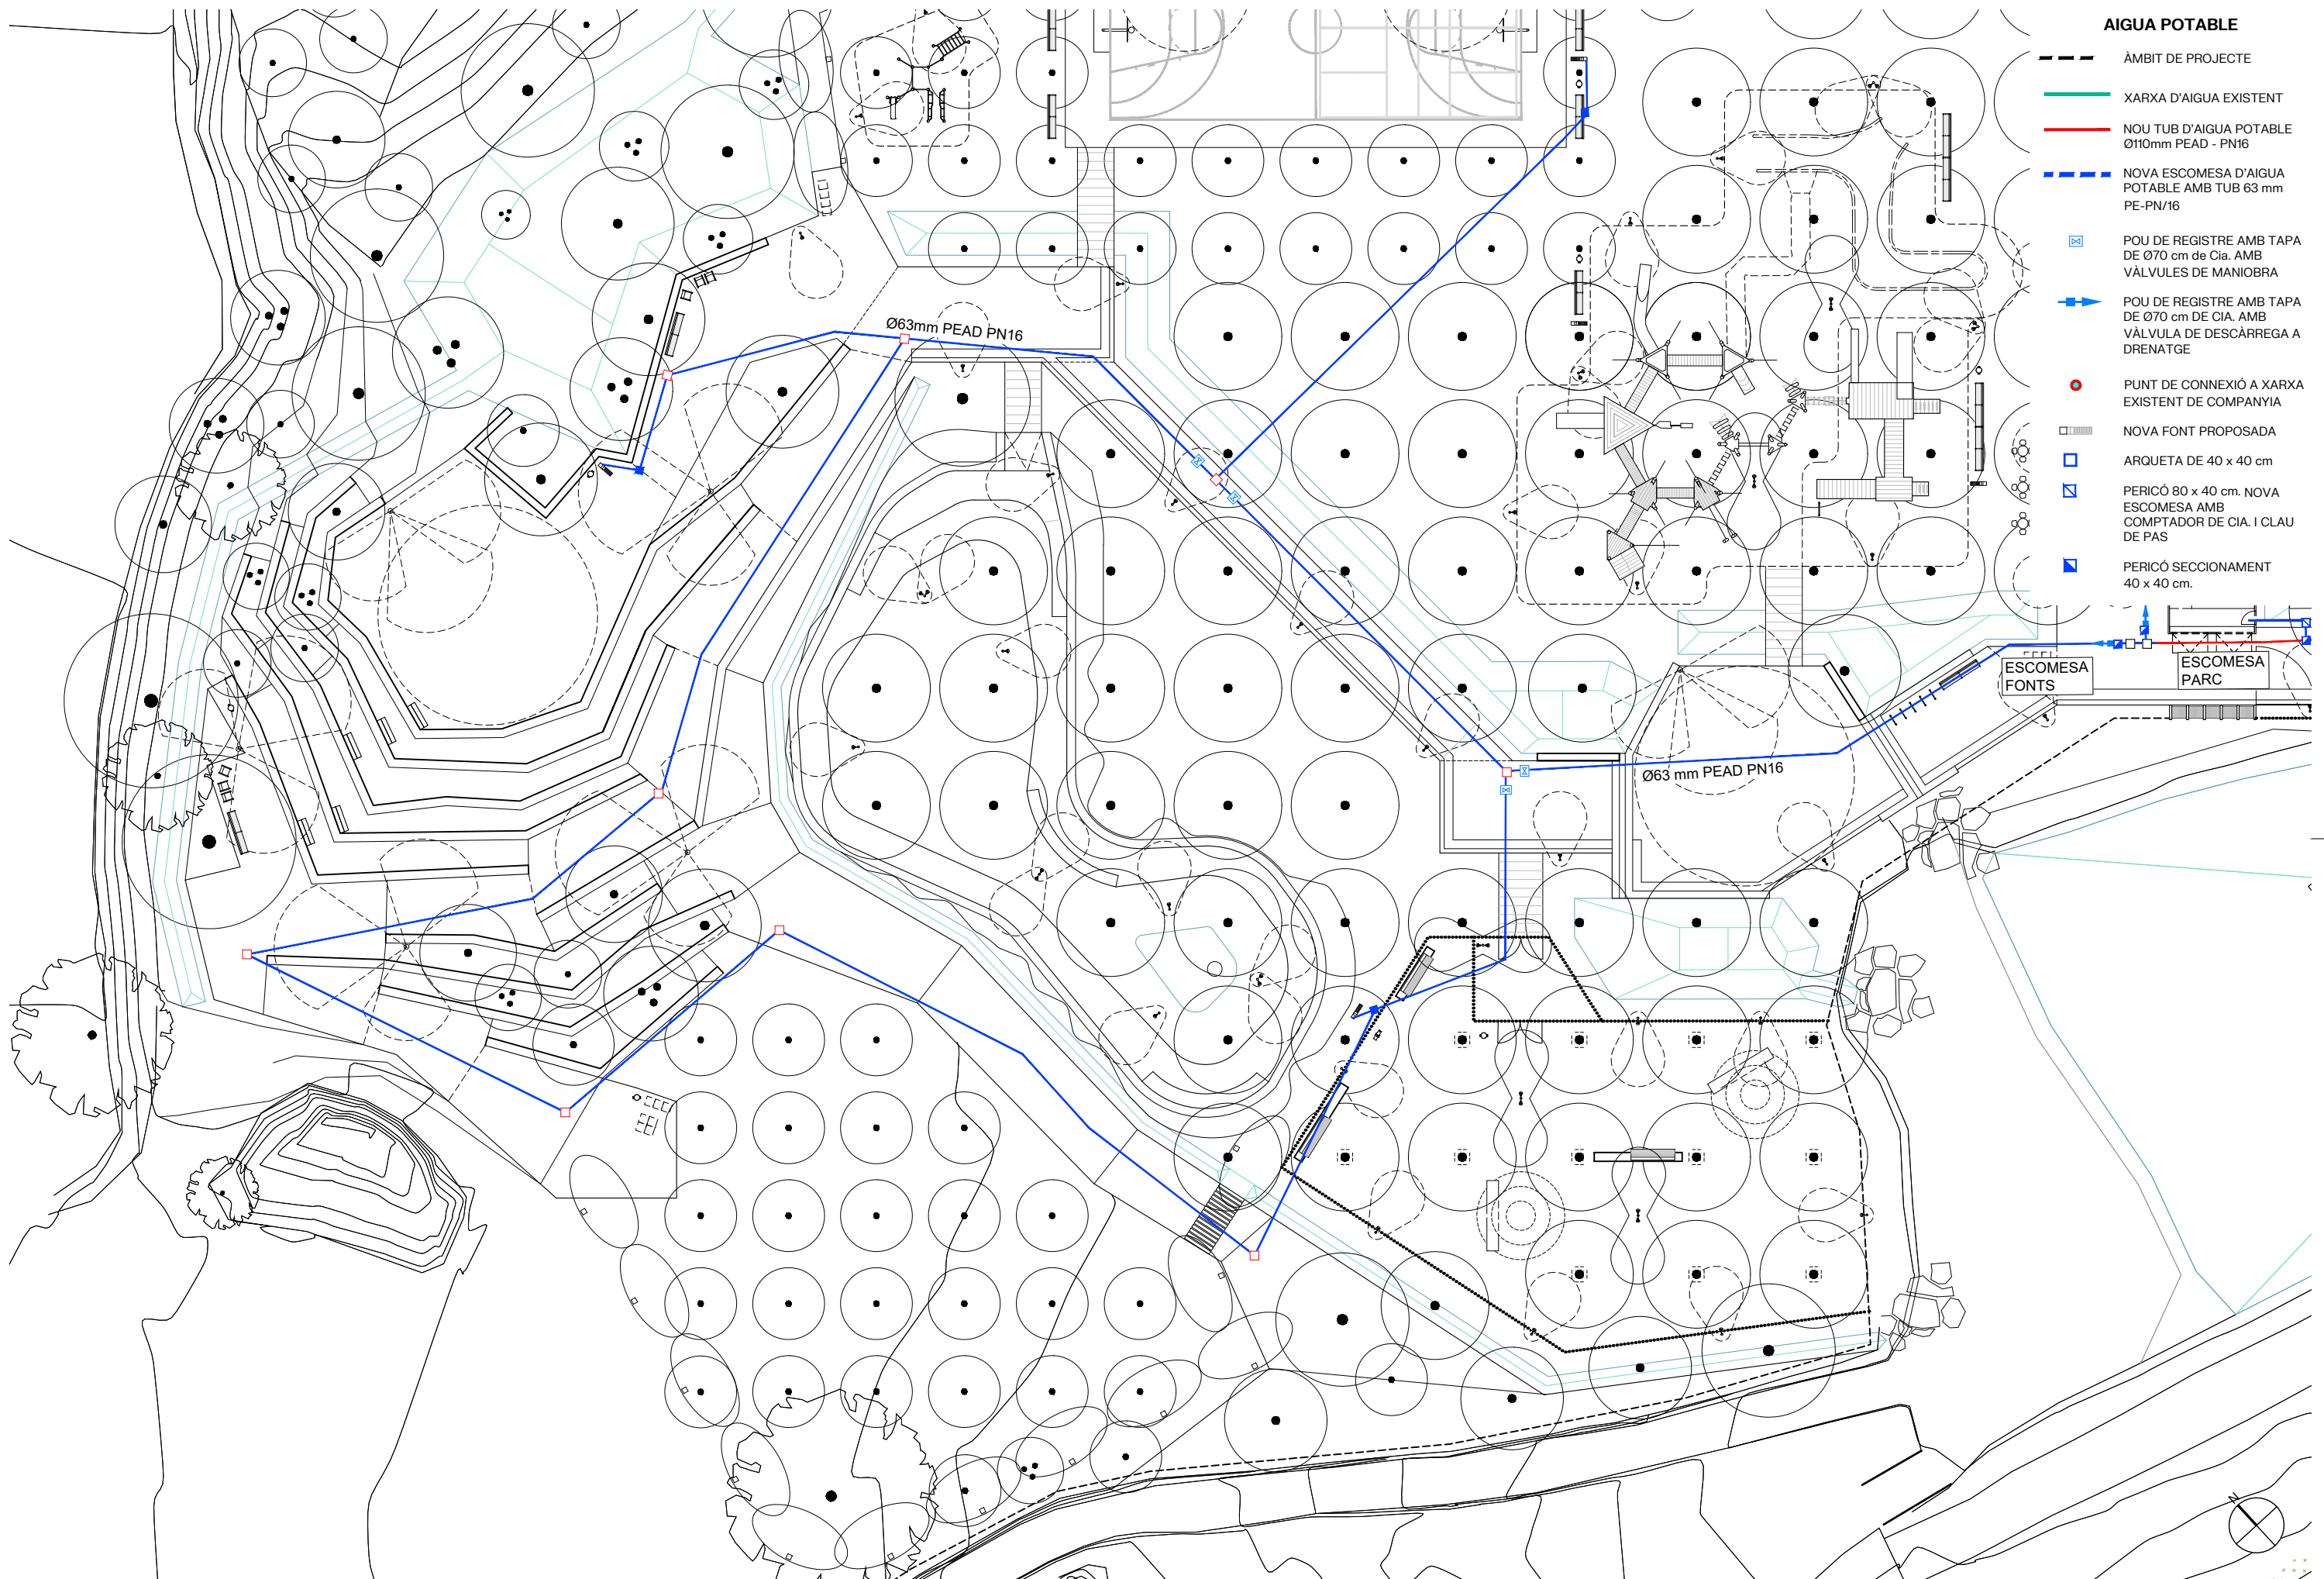 AIGUA POTABLE
ÀMBIT DE PROJECTE
XARXA D'AIGUA EXISTENT
NOU TUB D'AIGUA POTABLE
Ø110mm PEAD - PN16
NOVA ESCOMESA D'AIGUA
POTABLE AMB TUB 63 mm
PE-PN/16
POU DE REGISTRE AMB TAPA
DE Ø70 cm de Cia. AMB
VÀLVULES DE MANIOBRA
POU DE REGISTRE AMB TAPA
DE Ø70 cm DE CIA. AMB
VÀLVULA DE DESCÀRREGA A
DRENATGE
PUNT DE CONNEXIÓ A XARXA
EXISTENT DE COMPANYIA
NOVA FONT PROPOSADA
ARQUETA DE 40 x 40 cm
PERICÓ 80 x 40 cm. NOVA
ESCOMESA AMB
COMPTADOR DE CIA. I CLAU
DE PAS
PERICÓ SECCIONAMENT
40 x 40 cm.
Ø63mm PEAD PN16
ESCOMESA
FONTS
ESCOMESA
PARC
Ø63 mm PEAD PN16
N